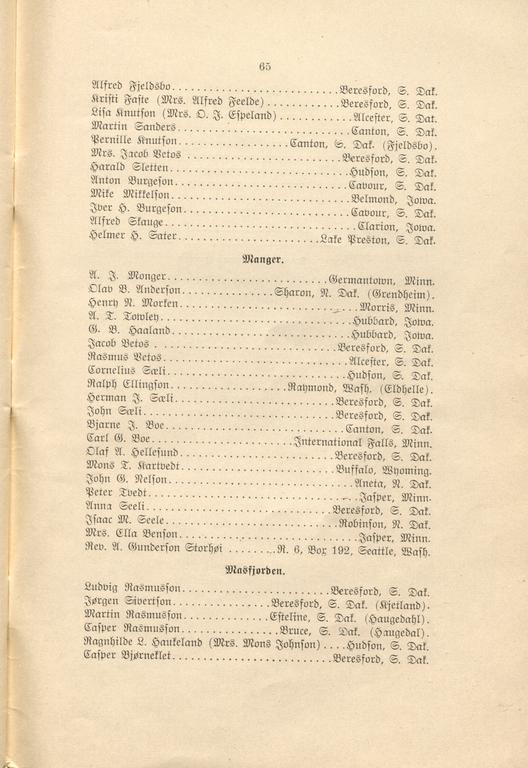 65
Alfred Fjeldsbo..............................Beresford, S. Dak.
Kristi Faste (Mrs. Alfred Feelde).............Beresford, S. Dak.
Lisa Knutson (Mrs. O. J. Espeland)...........Alcester, S. Dat.
Martin Sanders...............................Canton, S. Dak.
Pernille Knutson....................Canton, S. Dak. (Fjeldsbo).
Mrs. Jacob Vetos............................Beresford, S. Dak.
Harald Sletten................................Hudson, S. Dak.
Anton Burgeson...............................Cavour, S. Dak.
Mike Mikkelson...............................Belmond, Iowa.
Iver H. Burgeson.............................Cavour, S. Dak.
Alfred Skauge.................................Clarion, Iowa.
Helmer H. Sater..........................Lake Preston, S. Dak.
Manger.
A. J. Monger............................Germantown, Minn.
Olav B. Anderson.................Sharon, N. Dak. (Grendheim).
Henry N. Morken...............................Morris, Minn.
A. T. Towley..................................Hubbard, Iowa.
G. B. Haaland.................................Hubbard, Iowa.
Jacob Vetos.................................Beresford, S. Dak.
Rasmus Vetos.................................Alcester, S. Dak.
Cornelius Sæli................................Hudson, S. Dak.
Ralph Ellingson....................Raymond, Wash. (Eldhelle).
Herman J. Sæli..............................Beresford, S. Dak.
John Sæli...................................Beresford, S. Dak.
Bjarne J. Boe.................................Canton, S. Dak.
Carl G. Boe..........................International Falls, Minn.
Olaf A. Hellesund...........................Beresford, S. Dak.
Mons T. Kartvedt............................Buffalo, Wyoming.
John G. Nelson................................Aneta, N. Dak.
Peter Tvedt...................................Jasper, Minn.
Anna Seeli..................................Beresford, S. Dak.
Isaac M. Seele...............................Robinson, N. Dak.
Mrs. Ella Benson..............................Jasper, Minn.
Rev. A. Gunderson Storhøi ........R. 6, Box 192, Seattle, Wash.
Masfjorden.
Ludvig Rasmusson............................Beresford, S. Dak.
Jørgen Sivertson.................Beresford, S. Dak. (Kjetland).
Martin Rasmusson................Esteline, S. Dak. (Haugedahl).
Casper Rasmusson..................Bruce, S. Dak. (Haugedal).
Ragnhilde L. Haukeland (Mrs. Mons Johnson)....Hudson, S. Dak.
Casper Bjørneklet...........................Beresford, S. Dak.